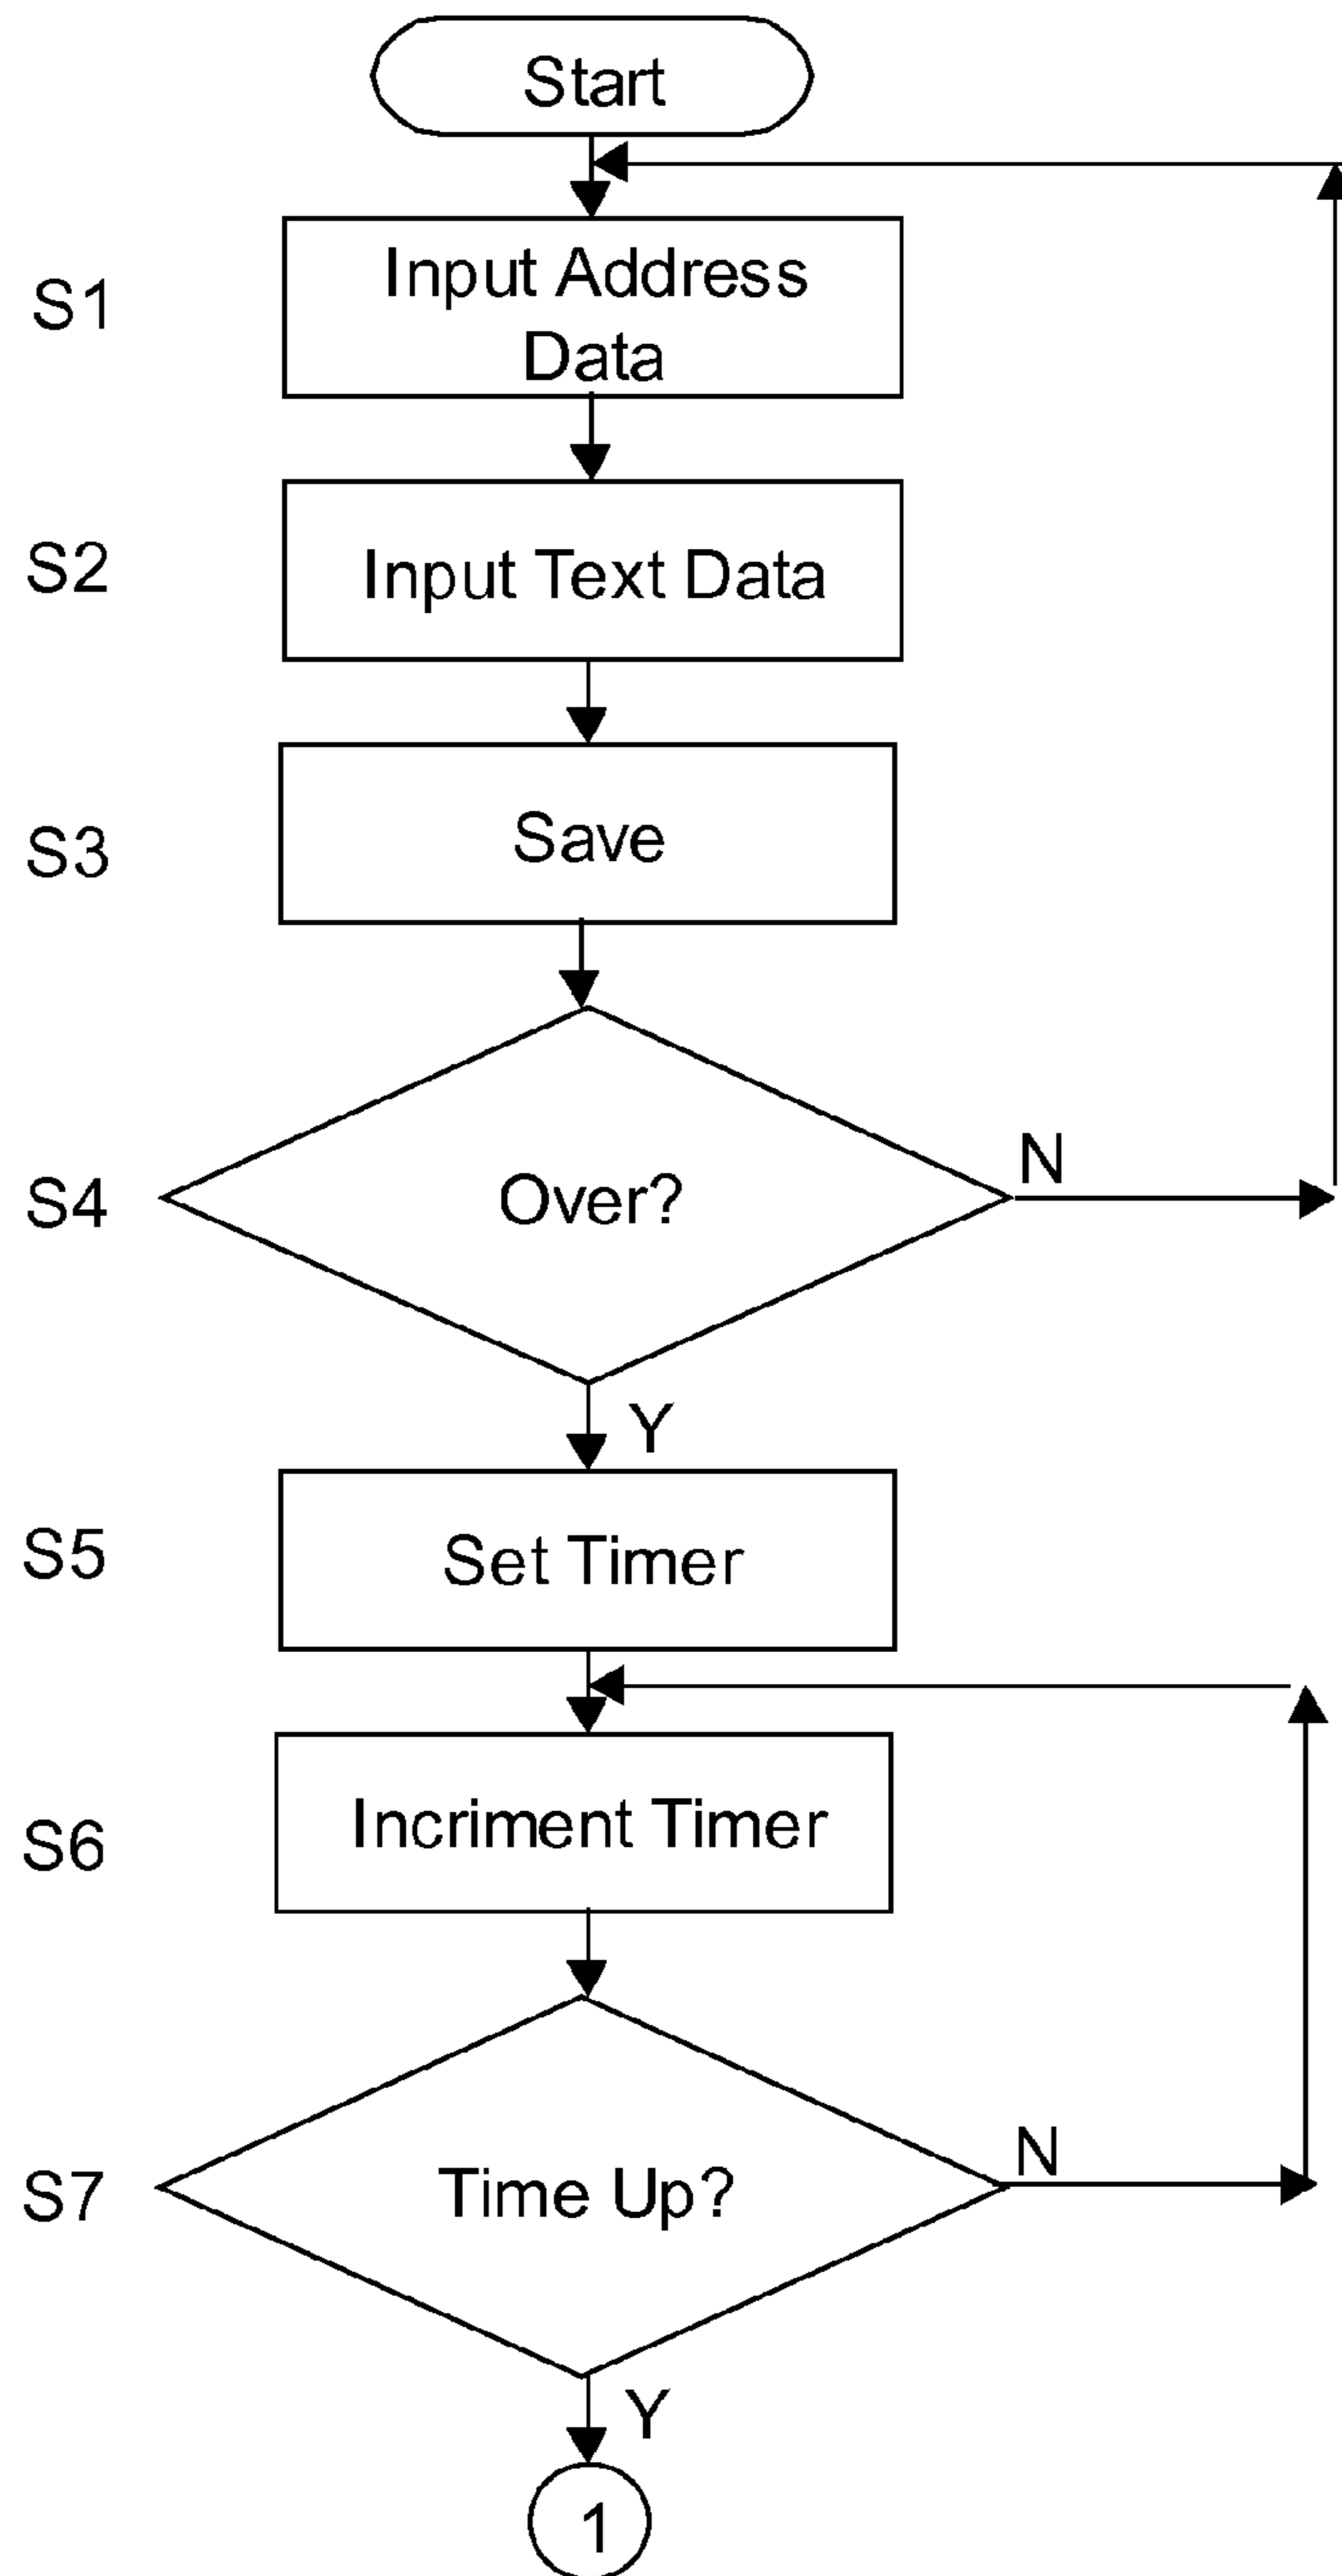 Start
S1
Input Address
Data
S2
Input Text Data
S3
Save
S4
Over?
N
Y
S5
Set Timer
S6
Incriment Timer
S7
Time Up?
N
Y
1